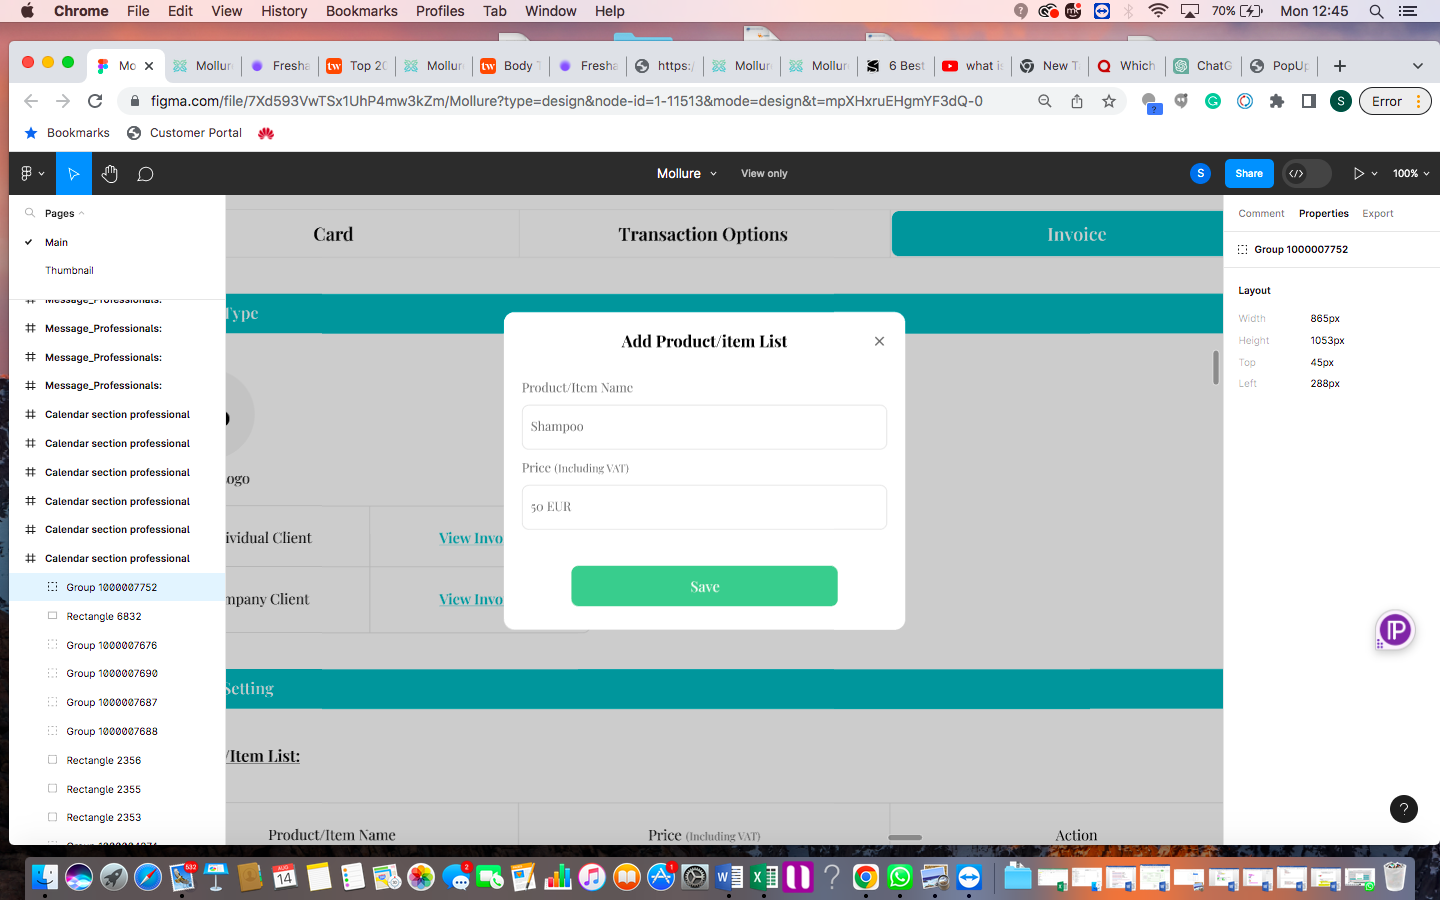 Chrome File Edit View History Bookmarks Profiles Tab Window Help
70% Mon 12:45
Mo Mollur Fresha Top 20 Mollur Body T Fresha https:/ Mollur Mollur 6 Best what is New T Which ChatG PopUp
figma.com/file/7Xd593VwTSx1UhP4mw3kZm/Mollure?type=design&node-id=1-11513&mode=design&t=mpXHxruEHgmYF3dQ-0
S
Error
Bookmarks Customer Portal
Mollure View only
S Share 100%
Pages
Main
Thumbnail
Message_Professionals:
Message_Professionals:
Message_Professionals:
Message_Professionals:
Calendar section professional
Calendar section professional
Calendar section professional
Calendar section professional
Calendar section professional
Calendar section professional
Group 1000007752
Rectangle 6832
Group 1000007676
Group 1000007690
Group 1000007687
Group 1000007688
Rectangle 2356
Rectangle 2355
Rectangle 2353
Card Transaction Options Invoice
Type
Add Product/item List
Product/Item Name
Shampoo
Price (Including VAT)
50 EUR
Save
ogo
ividual Client View Invo
mpany Client View Invo
Setting
/Item List:
Product/Item Name Price (Including VAT) Action
Comment Properties Export
Group 1000007752
Layout
Width 865px
Height 1053px
Top 45px
Left 288px
IP
?
532
14
2
1